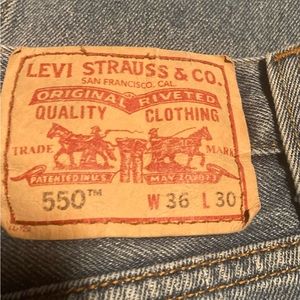 LEVI STRAUSS & CO.
SAN FRANCISCO, CAL.
ORIGINAL RIVETED
QUALITY CLOTHING
TRADE MARK
PATENTED IN U.S. MAY 20 1873
550™ W 36 L 30